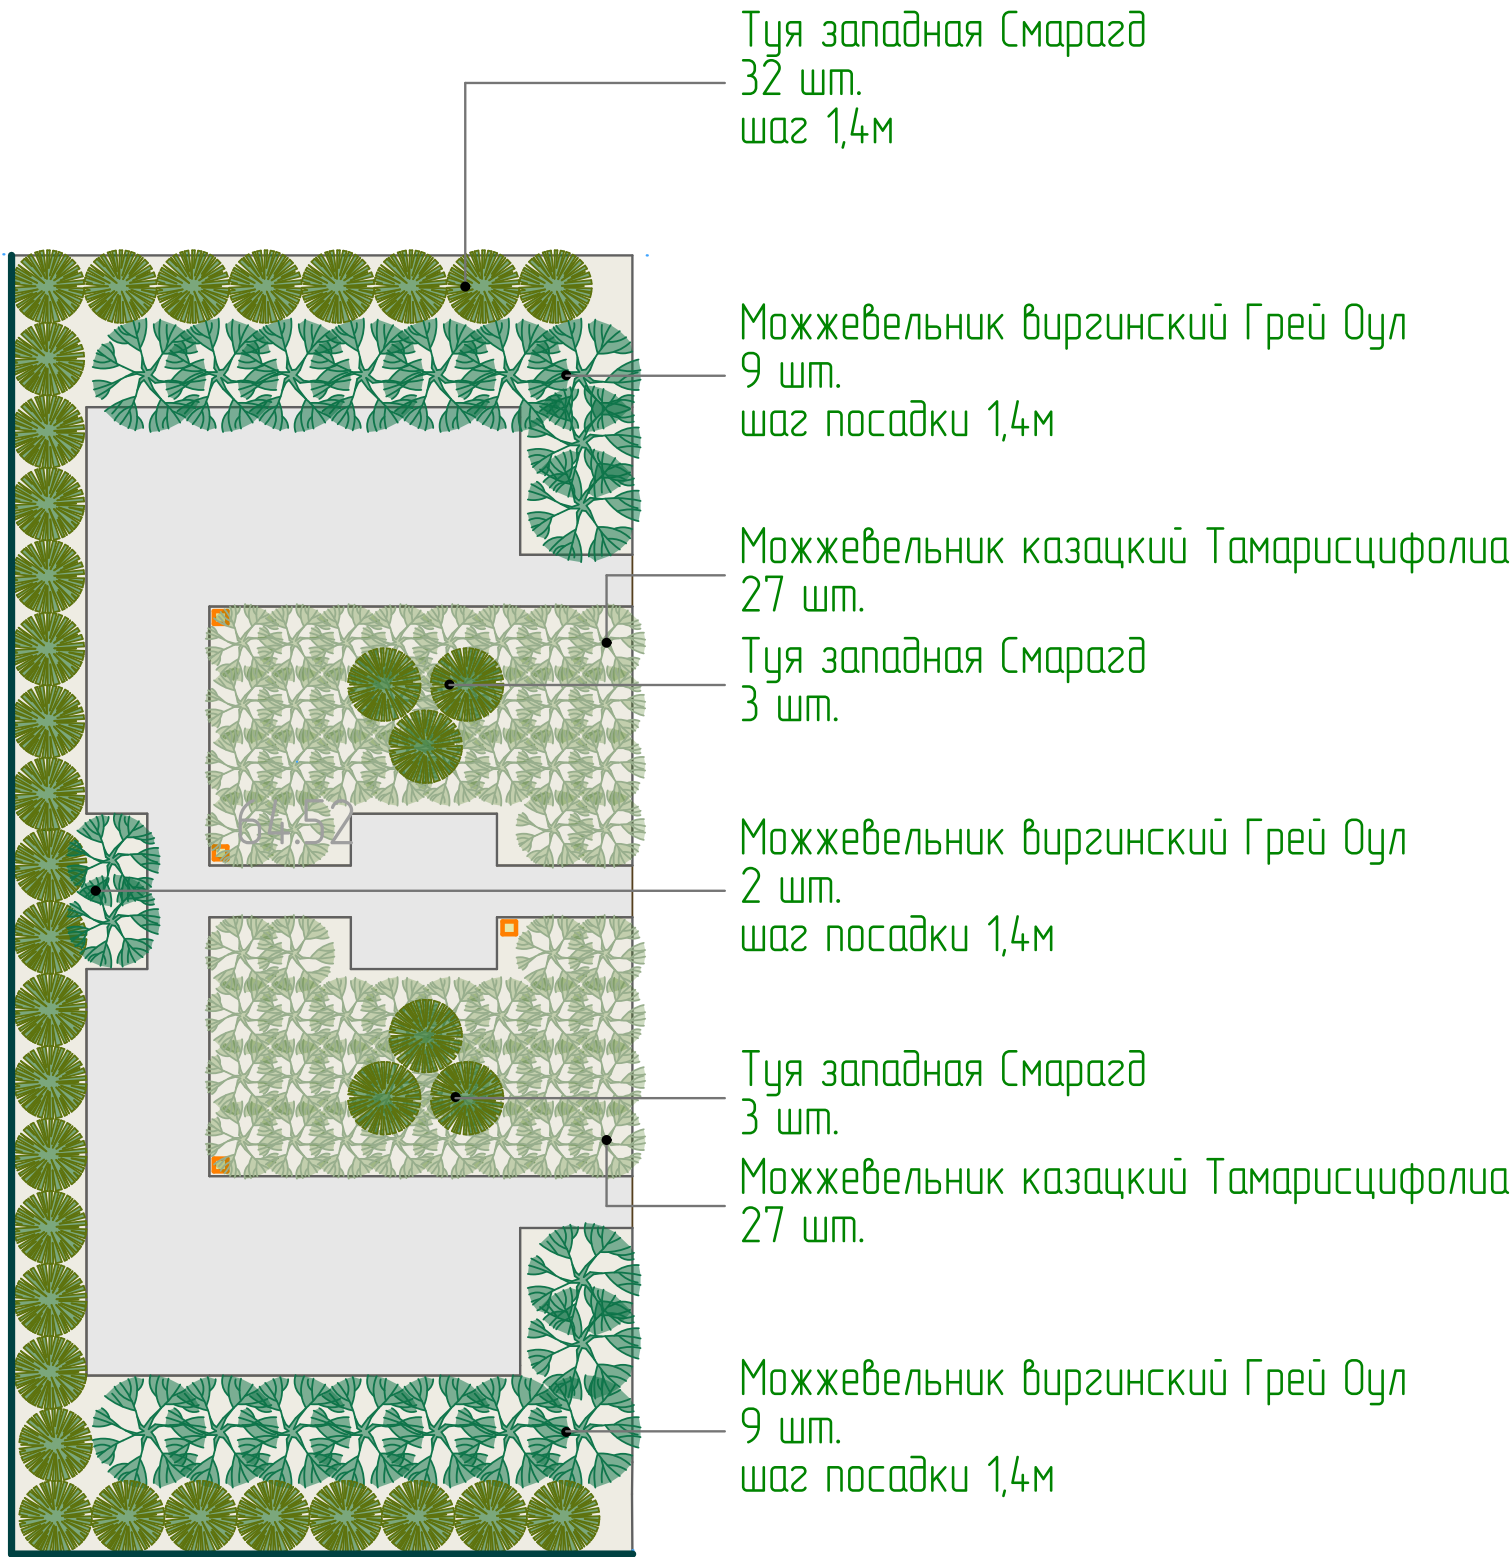 Туя западная Смарагд
32 шт.
шаг 1,4м
Можжевельник виргинский Грей Оул
9 шт.
шаг посадки 1,4м
Можжевельник казацкий Тамарисцифолиа
27 шт.
Туя западная Смарагд
3 шт.
64.52
Можжевельник виргинский Грей Оул
2 шт.
шаг посадки 1,4м
Туя западная Смарагд
3 шт.
Можжевельник казацкий Тамарисцифолиа
27 шт.
Можжевельник виргинский Грей Оул
9 шт.
шаг посадки 1,4м